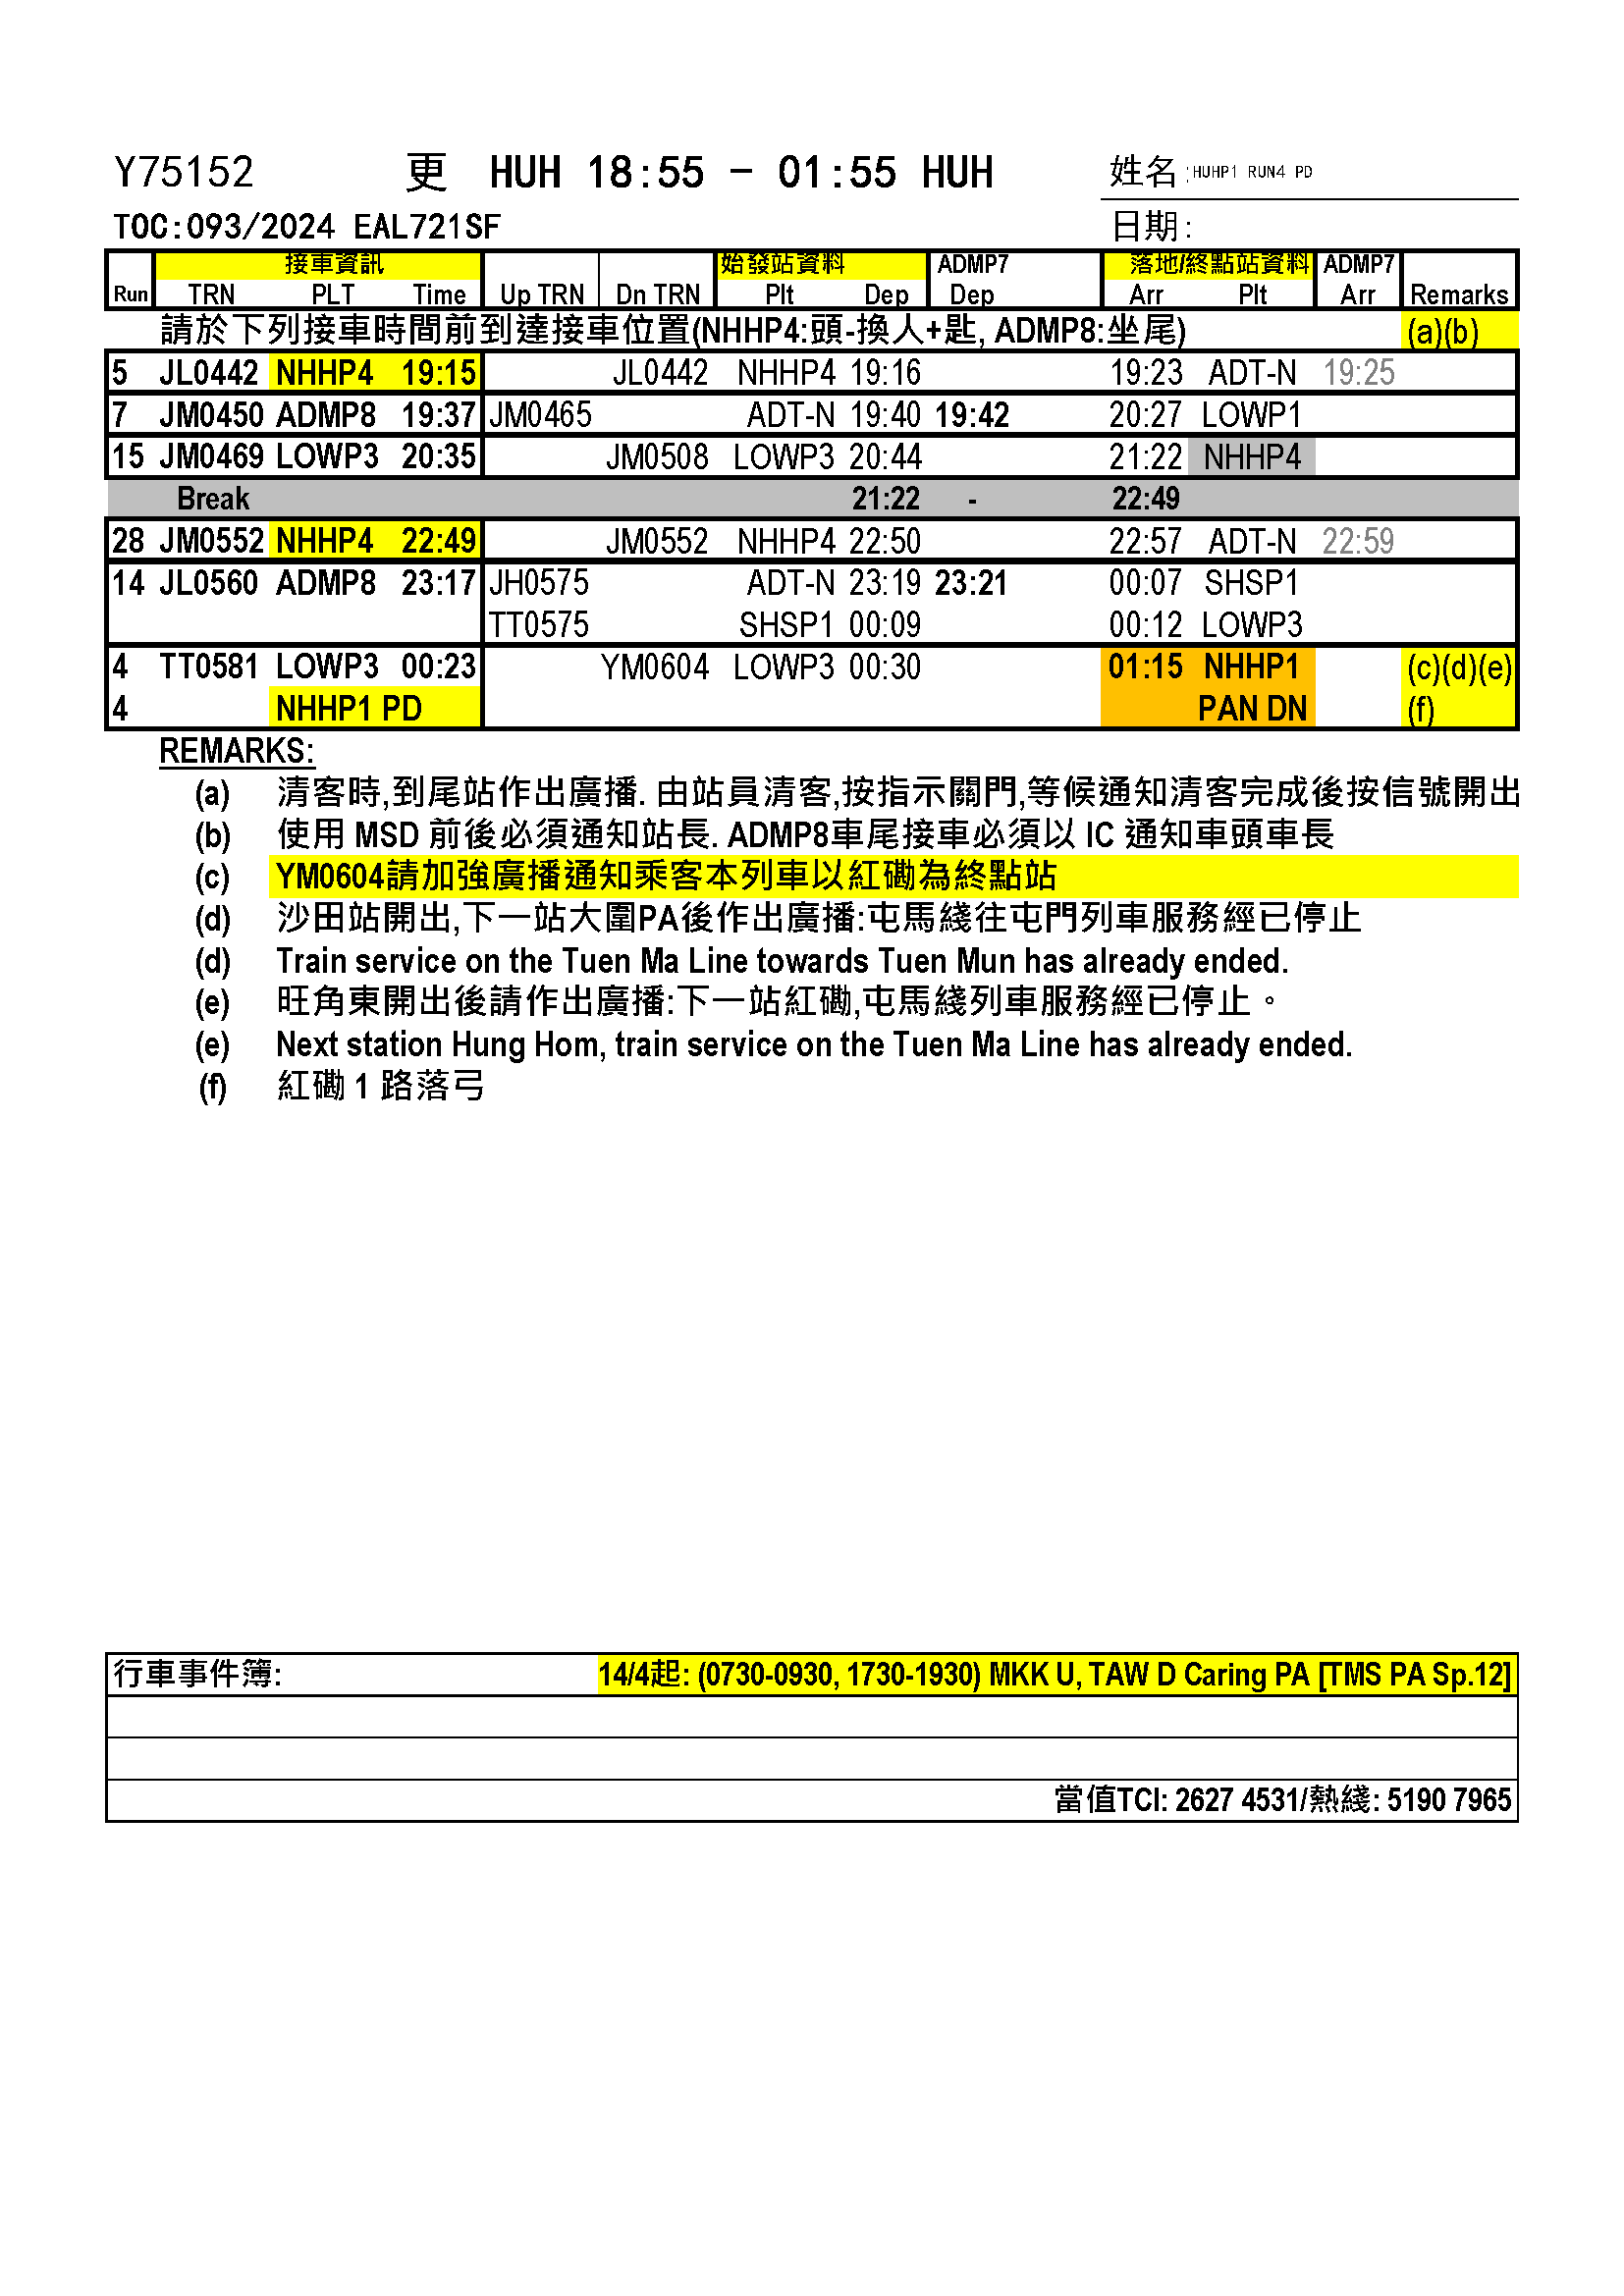 Y75152 更 HUH 18:55 - 01:55 HUH 姓名:HUHP1 RUN4 PD
TOC:093/2024 EAL721SF 日期:
接車資訊 始發站資料 ADMP7 落地/終點站資料 ADMP7
Run TRN PLT Time Up TRN Dn TRN Plt Dep Dep Arr Plt Arr Remarks
請於下列接車時間前到達接車位置(NHHP4:頭-換人+匙, ADMP8:坐尾) (a)(b)
5 JL0442 NHHP4 19:15 JL0442 NHHP4 19:16 19:23 ADT-N 19:25
7 JM0450 ADMP8 19:37 JM0465 ADT-N 19:40 19:42 20:27 LOWP1
15 JM0469 LOWP3 20:35 JM0508 LOWP3 20:44 21:22 NHHP4
Break 21:22 - 22:49
28 JM0552 NHHP4 22:49 JM0552 NHHP4 22:50 22:57 ADT-N 22:59
14 JL0560 ADMP8 23:17 JH0575 ADT-N 23:19 23:21 00:07 SHSP1
TT0575 SHSP1 00:09 00:12 LOWP3
4 TT0581 LOWP3 00:23 YM0604 LOWP3 00:30 01:15 NHHP1 (c)(d)(e)
4 NHHP1 PD PAN DN (f)
REMARKS:
(a) 清客時,到尾站作出廣播. 由站員清客,按指示關門,等候通知清客完成後按信號開出
(b) 使用 MSD 前後必須通知站長. ADMP8車尾接車必須以 IC 通知車頭車長
(c) YM0604請加強廣播通知乘客本列車以紅磡為終點站
(d) 沙田站開出,下一站大圍PA後作出廣播:屯馬綫往屯門列車服務經已停止
(d) Train service on the Tuen Ma Line towards Tuen Mun has already ended.
(e) 旺角東開出後請作出廣播:下一站紅磡,屯馬綫列車服務經已停止。
(e) Next station Hung Hom, train service on the Tuen Ma Line has already ended.
(f) 紅磡 1 路落弓
行車事件簿: 14/4起: (0730-0930, 1730-1930) MKK U, TAW D Caring PA [TMS PA Sp.12]
當值TCI: 2627 4531/熱綫: 5190 7965